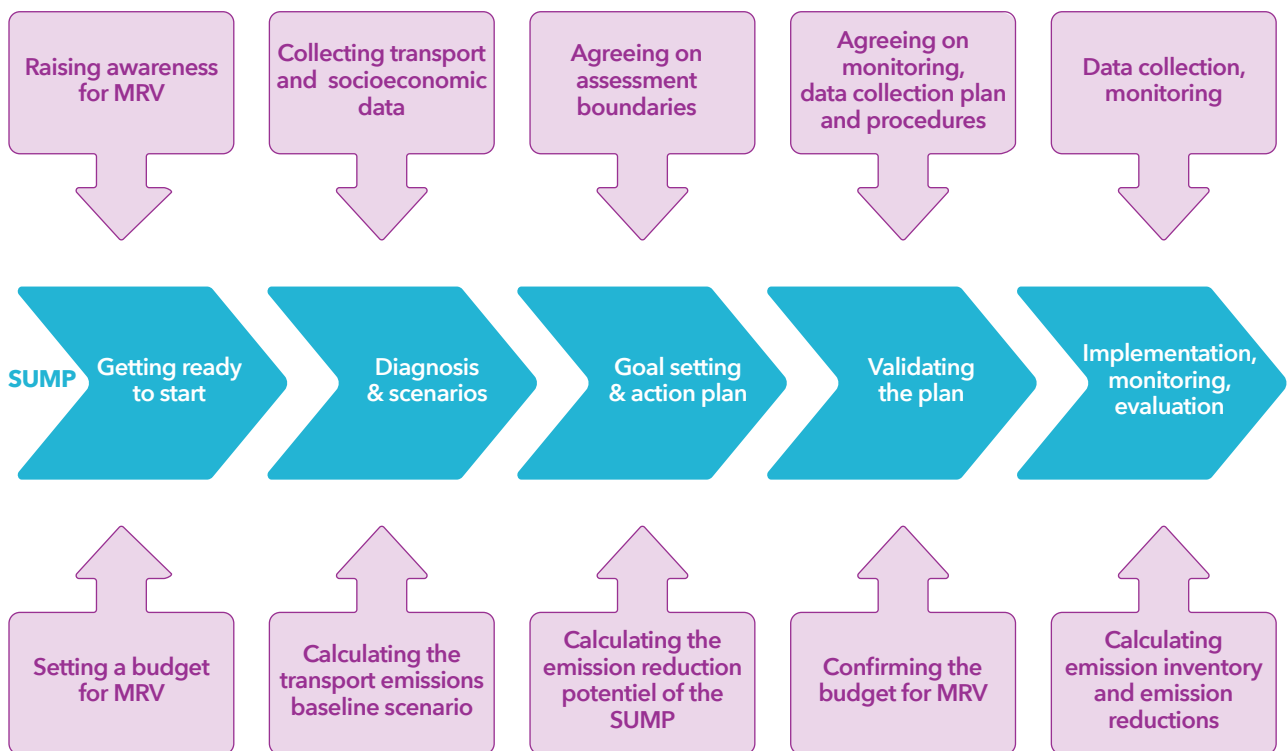 Raising awareness
for MRV
Collecting transport
and socioeconomic
data
Agreeing on
assessment
boundaries
Agreeing on
monitoring,
data collection plan
and procedures
Data collection,
monitoring
SUMP
Getting ready
to start
Diagnosis
& scenarios
Goal setting
& action plan
Validating
the plan
Implementation,
monitoring,
evaluation
Setting a budget
for MRV
Calculating the
transport emissions
baseline scenario
Calculating the
emission reduction
potentiel of the
SUMP
Confirming the
budget for MRV
Calculating
emission inventory
and emission
reductions